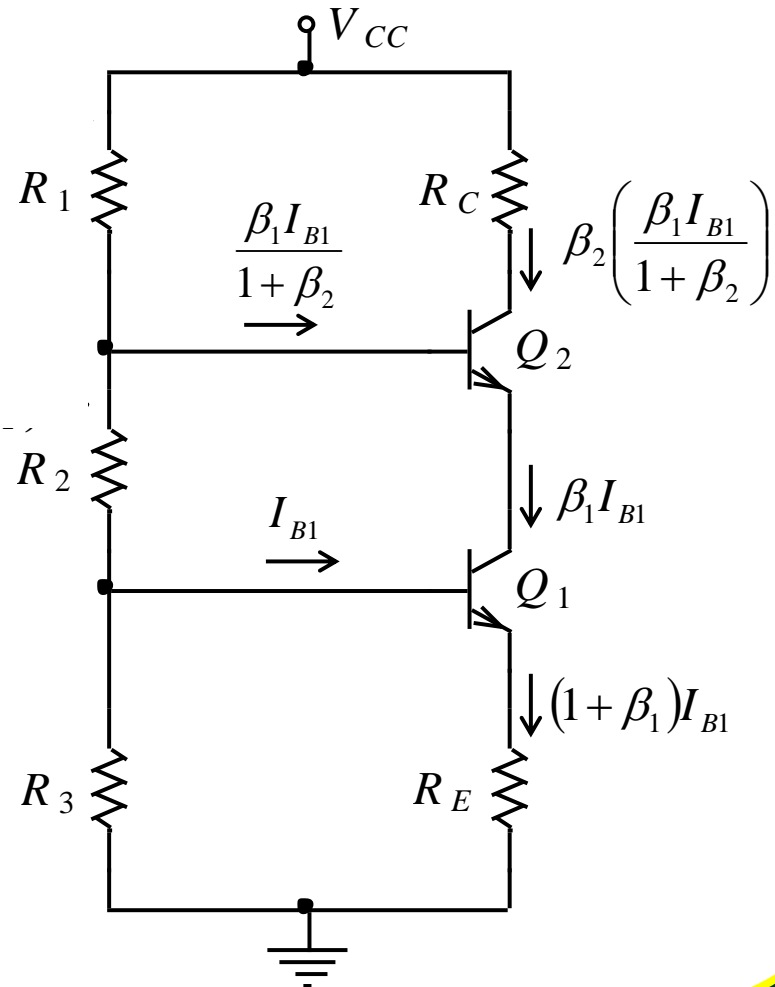 V_CC
R_1
R_C
β_1 I_B1 / (1 + β_2)
β_2 (β_1 I_B1 / (1 + β_2))
Q_2
R_2
I_B1
β_1 I_B1
Q_1
(1 + β_1) I_B1
R_3
R_E